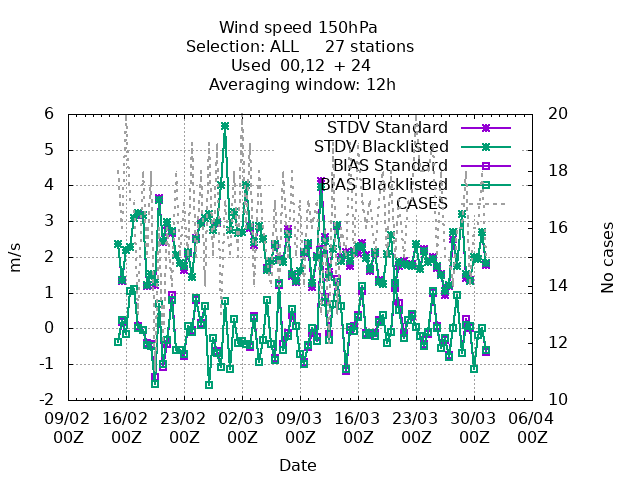 Wind speed 150hPa
Selection: ALL 27 stations
Used 00,12 + 24
Averaging window: 12h
6
5
4
3
2
1
0
-1
-2
m/s
20
18
16
14
12
10
No cases
STDV Standard
STDV Blacklisted
BIAS Standard
BIAS Blacklisted
CASES
09/02 16/02 23/02 02/03 09/03 16/03 23/03 30/03 06/04
00Z 00Z 00Z 00Z 00Z 00Z 00Z 00Z 00Z
Date